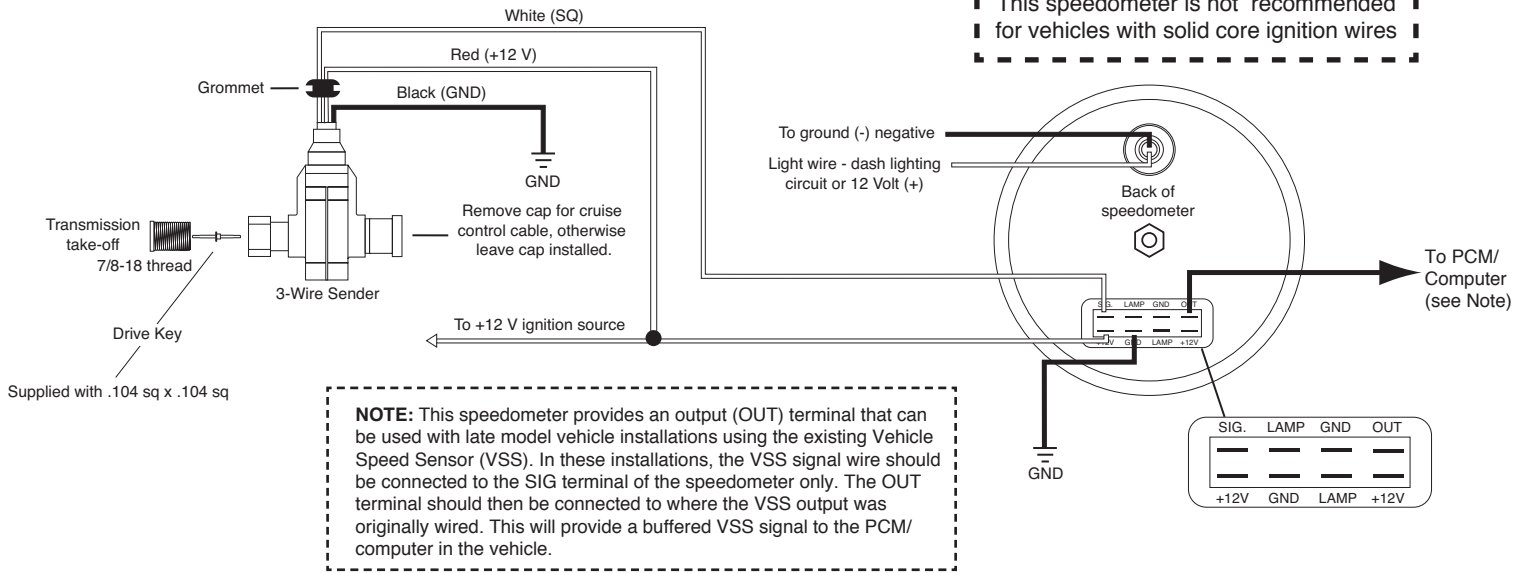 This speedometer is not recommended
for vehicles with solid core ignition wires
White (SQ)
Red (+12 V)
Grommet
Black (GND)
GND
To ground (-) negative
Light wire - dash lighting
circuit or 12 Volt (+)
Back of
speedometer
Transmission
take-off
7/8-18 thread
Remove cap for cruise
control cable, otherwise
leave cap installed.
3-Wire Sender
Drive Key
Supplied with .104 sq x .104 sq
To +12 V ignition source
To PCM/
Computer
(see Note)
SIG. LAMP GND OUT
+12V GND LAMP +12V
GND
SIG. LAMP GND OUT
+12V GND LAMP +12V
NOTE: This speedometer provides an output (OUT) terminal that can
be used with late model vehicle installations using the existing Vehicle
Speed Sensor (VSS). In these installations, the VSS signal wire should
be connected to the SIG terminal of the speedometer only. The OUT
terminal should then be connected to where the VSS output was
originally wired. This will provide a buffered VSS signal to the PCM/
computer in the vehicle.